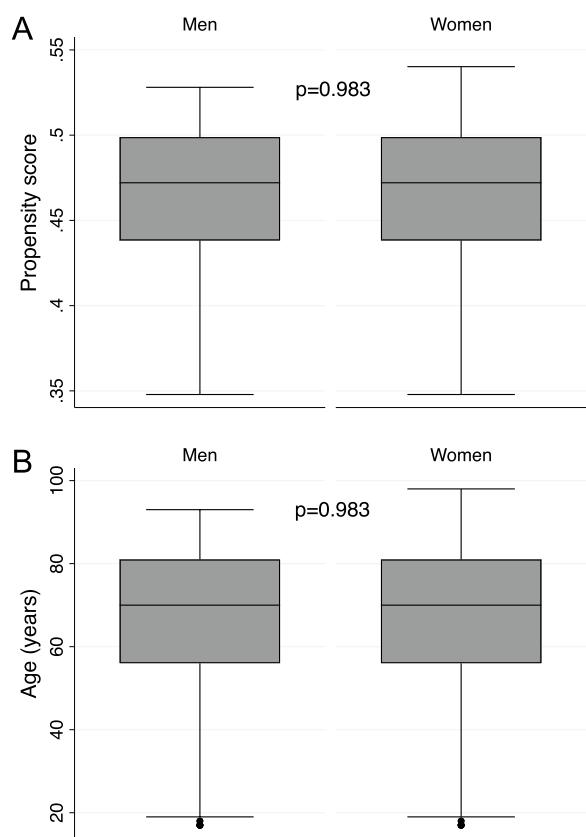 A
Men
Women
p=0.983
Propensity score
.55
.5
.45
.4
.35
B
Men
Women
p=0.983
Age (years)
100
80
60
40
20